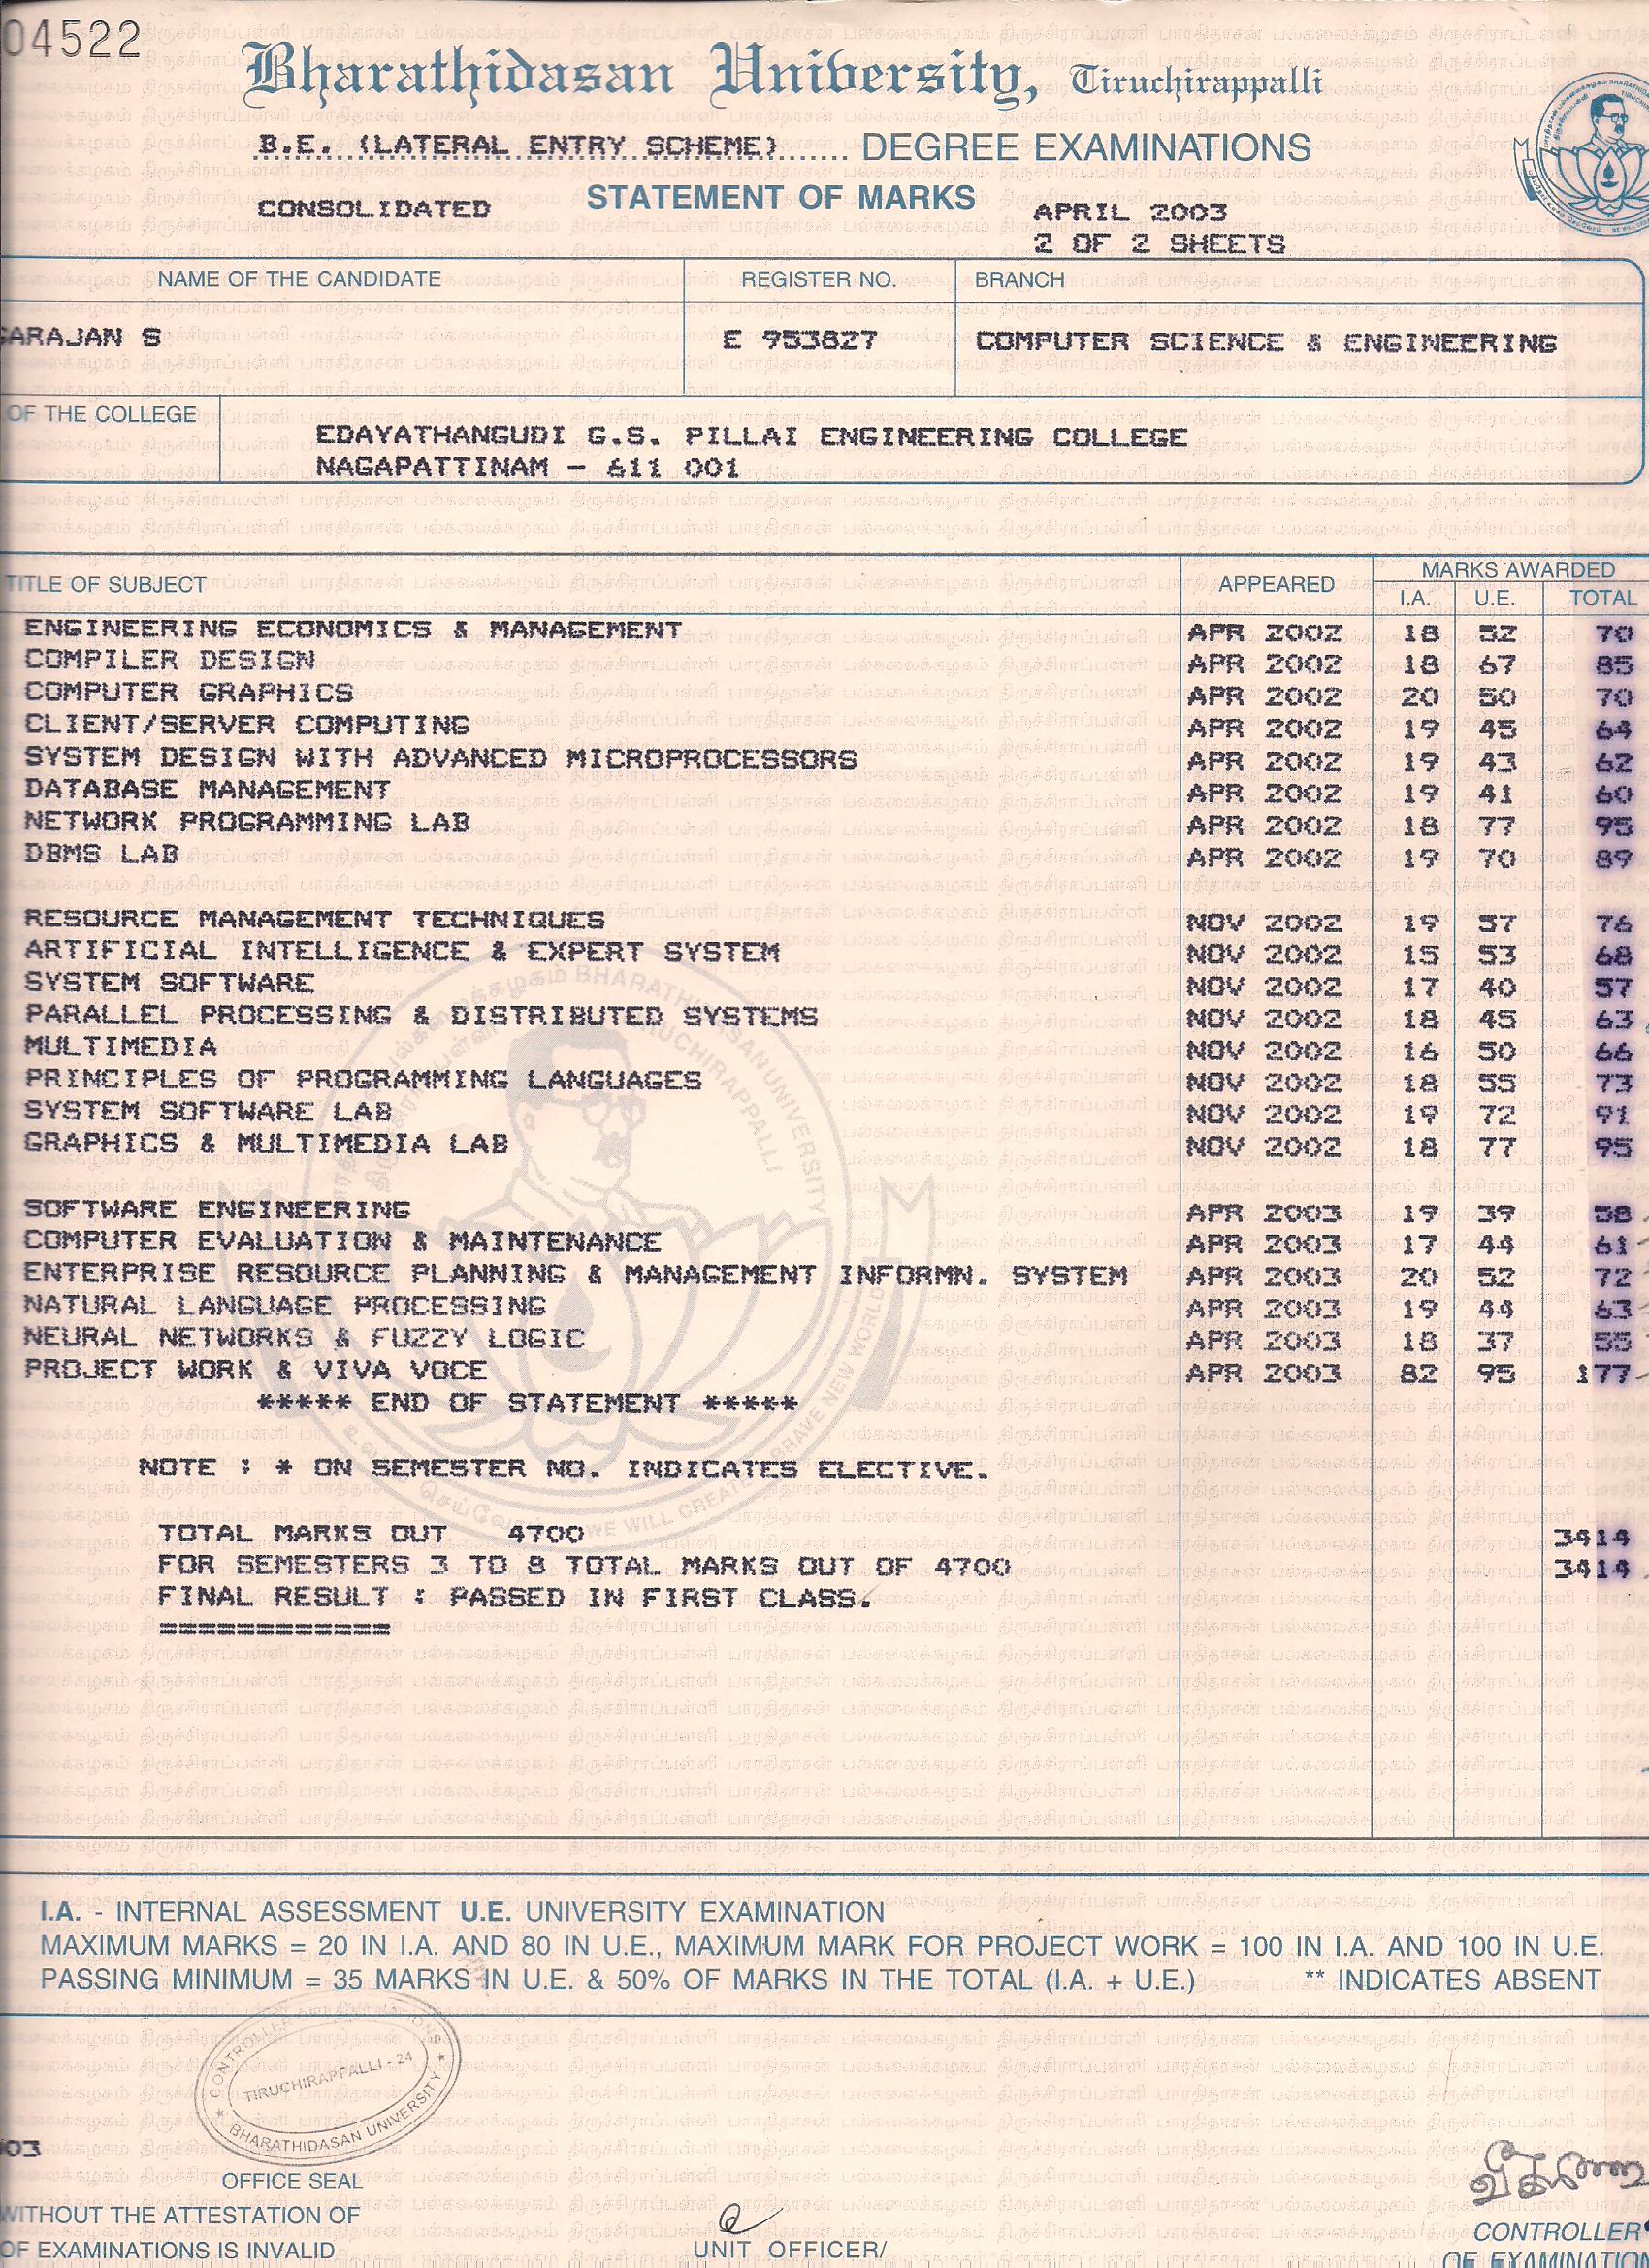 04522
Bharathidasan University, Tiruchirappalli
B.E. (LATERAL ENTRY SCHEME) DEGREE EXAMINATIONS
CONSOLIDATED STATEMENT OF MARKS APRIL 2003
2 OF 2 SHEETS
NAME OF THE CANDIDATE REGISTER NO. BRANCH
GARAJAN S E 953827 COMPUTER SCIENCE & ENGINEERING
OF THE COLLEGE
EDAYATHANGUDI G.S. PILLAI ENGINEERING COLLEGE
NAGAPATTINAM - 611 001
TITLE OF SUBJECT APPEARED MARKS AWARDED
I.A. U.E. TOTAL
ENGINEERING ECONOMICS & MANAGEMENT APR 2002 18 52 70
COMPILER DESIGN APR 2002 18 67 85
COMPUTER GRAPHICS APR 2002 20 50 70
CLIENT/SERVER COMPUTING APR 2002 19 45 64
SYSTEM DESIGN WITH ADVANCED MICROPROCESSORS APR 2002 19 43 62
DATABASE MANAGEMENT APR 2002 19 41 60
NETWORK PROGRAMMING LAB APR 2002 18 77 95
DBMS LAB APR 2002 19 70 89
RESOURCE MANAGEMENT TECHNIQUES NOV 2002 19 57 76
ARTIFICIAL INTELLIGENCE & EXPERT SYSTEM NOV 2002 15 53 68
SYSTEM SOFTWARE NOV 2002 17 40 57
PARALLEL PROCESSING & DISTRIBUTED SYSTEMS NOV 2002 18 45 63
MULTIMEDIA NOV 2002 16 50 66
PRINCIPLES OF PROGRAMMING LANGUAGES NOV 2002 18 55 73
SYSTEM SOFTWARE LAB NOV 2002 19 72 91
GRAPHICS & MULTIMEDIA LAB NOV 2002 18 77 95
SOFTWARE ENGINEERING APR 2003 19 39 58
COMPUTER EVALUATION & MAINTENANCE APR 2003 17 44 61
ENTERPRISE RESOURCE PLANNING & MANAGEMENT INFORMN. SYSTEM APR 2003 20 52 72
NATURAL LANGUAGE PROCESSING APR 2003 19 44 63
NEURAL NETWORKS & FUZZY LOGIC APR 2003 18 37 55
PROJECT WORK & VIVA VOCE APR 2003 82 95 177
***** END OF STATEMENT *****
NOTE : * ON SEMESTER NO. INDICATES ELECTIVE.
TOTAL MARKS OUT 4700 3414
FOR SEMESTERS 3 TO 8 TOTAL MARKS OUT OF 4700 3414
FINAL RESULT : PASSED IN FIRST CLASS.
============
I.A. - INTERNAL ASSESSMENT U.E. UNIVERSITY EXAMINATION
MAXIMUM MARKS = 20 IN I.A. AND 80 IN U.E., MAXIMUM MARK FOR PROJECT WORK = 100 IN I.A. AND 100 IN U.E.
PASSING MINIMUM = 35 MARKS IN U.E. & 50% OF MARKS IN THE TOTAL (I.A. + U.E.) ** INDICATES ABSENT
TIRUCHIRAPPALLI - 24
BHARATHIDASAN UNIVERSITY
03
OFFICE SEAL
WITHOUT THE ATTESTATION OF
OF EXAMINATIONS IS INVALID
UNIT OFFICER/
CONTROLLER
OF EXAMINATION